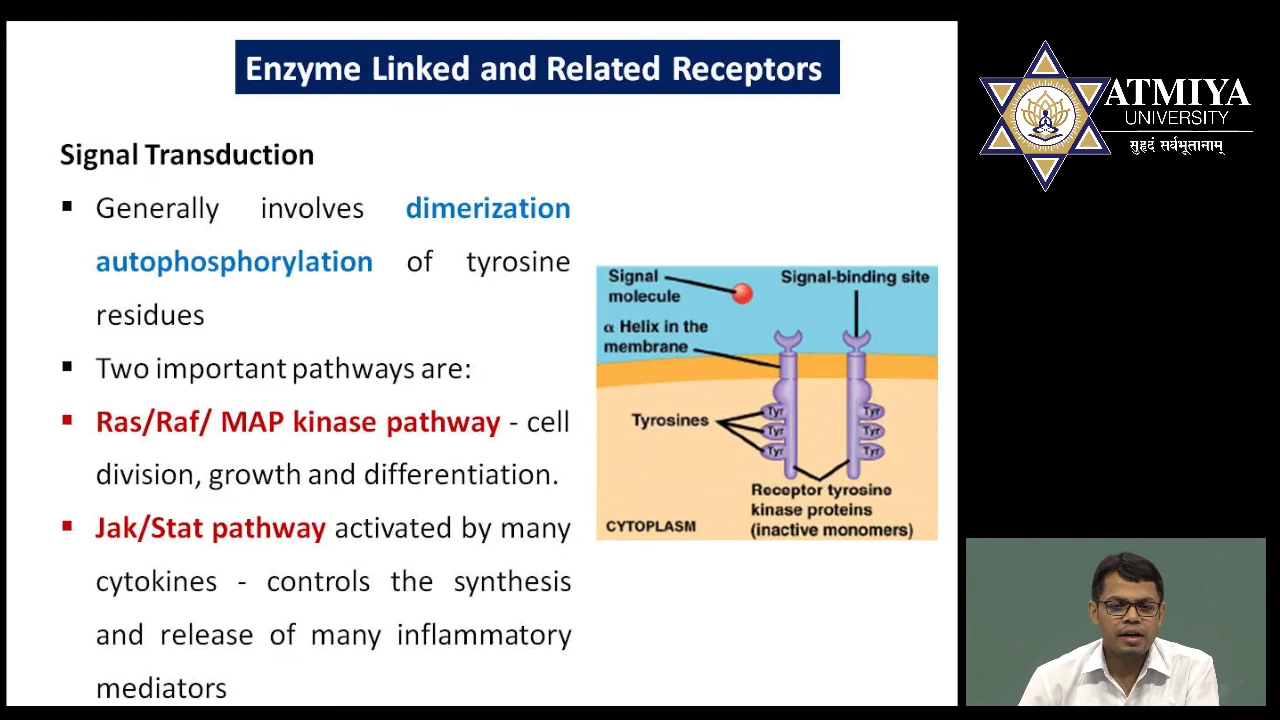 Enzyme Linked and Related Receptors
ATMIYA
UNIVERSITY
सुहृदं सर्वभूतानाम्
Signal Transduction
▪ Generally involves dimerization
autophosphorylation of tyrosine
residues
▪ Two important pathways are:
▪ Ras/Raf/ MAP kinase pathway - cell
division, growth and differentiation.
▪ Jak/Stat pathway activated by many
cytokines - controls the synthesis
and release of many inflammatory
mediators
Signal
molecule
Signal-binding site
α Helix in the
membrane
Tyrosines
Tyr Tyr
Tyr Tyr
Tyr Tyr
Receptor tyrosine
kinase proteins
(inactive monomers)
CYTOPLASM